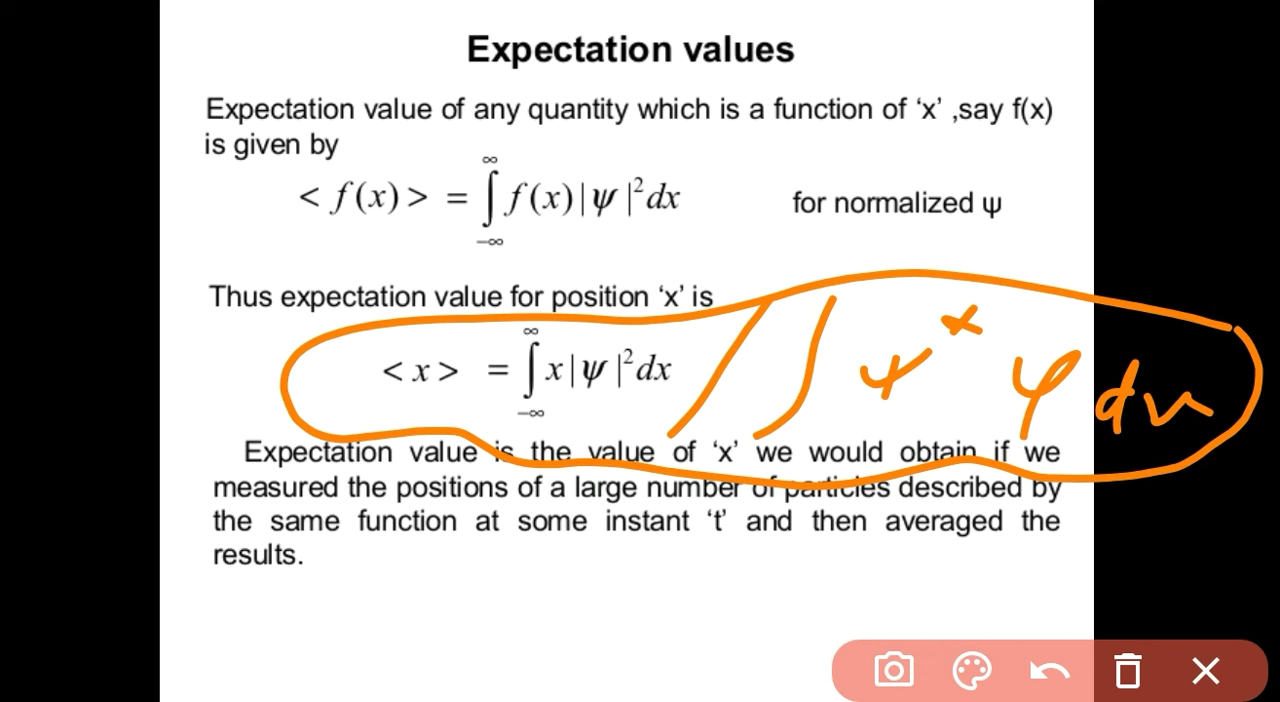 Expectation values
Expectation value of any quantity which is a function of ‘x’ ,say f(x)
is given by
< f(x) > = ∫_{-∞}^{∞} f(x) | ψ |² dx for normalized ψ
Thus expectation value for position ‘x’ is
< x > = ∫_{-∞}^{∞} x | ψ |² dx / ∫ ψ* ψ dx
Expectation value is the value of ‘x’ we would obtain if we
measured the positions of a large number of particles described by
the same function at some instant ‘t’ and then averaged the
results.